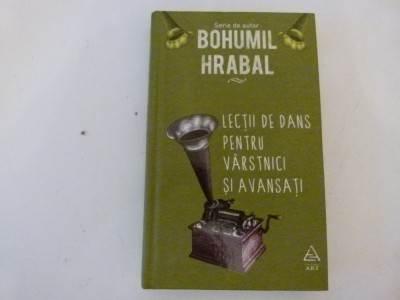 Serie de autor
BOHUMIL
HRABAL
LECȚII DE DANS
PENTRU
VÂRSTNICI
ȘI AVANSAȚI
ART